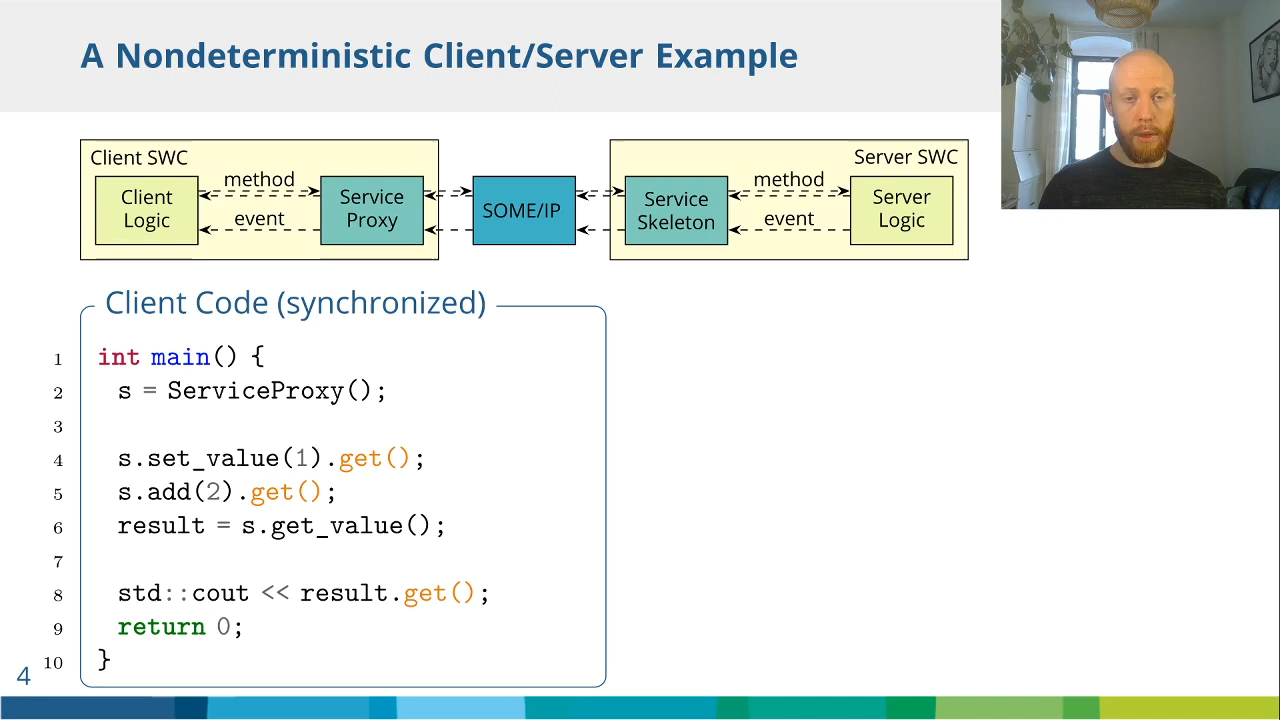 A Nondeterministic Client/Server Example
Client SWC
Client
Logic
method
event
Service
Proxy
SOME/IP
Service
Skeleton
method
event
Server SWC
Server
Logic
Client Code (synchronized)
1 int main() {
2 s = ServiceProxy();
3
4 s.set_value(1).get();
5 s.add(2).get();
6 result = s.get_value();
7
8 std::cout << result.get();
9 return 0;
10 }
4